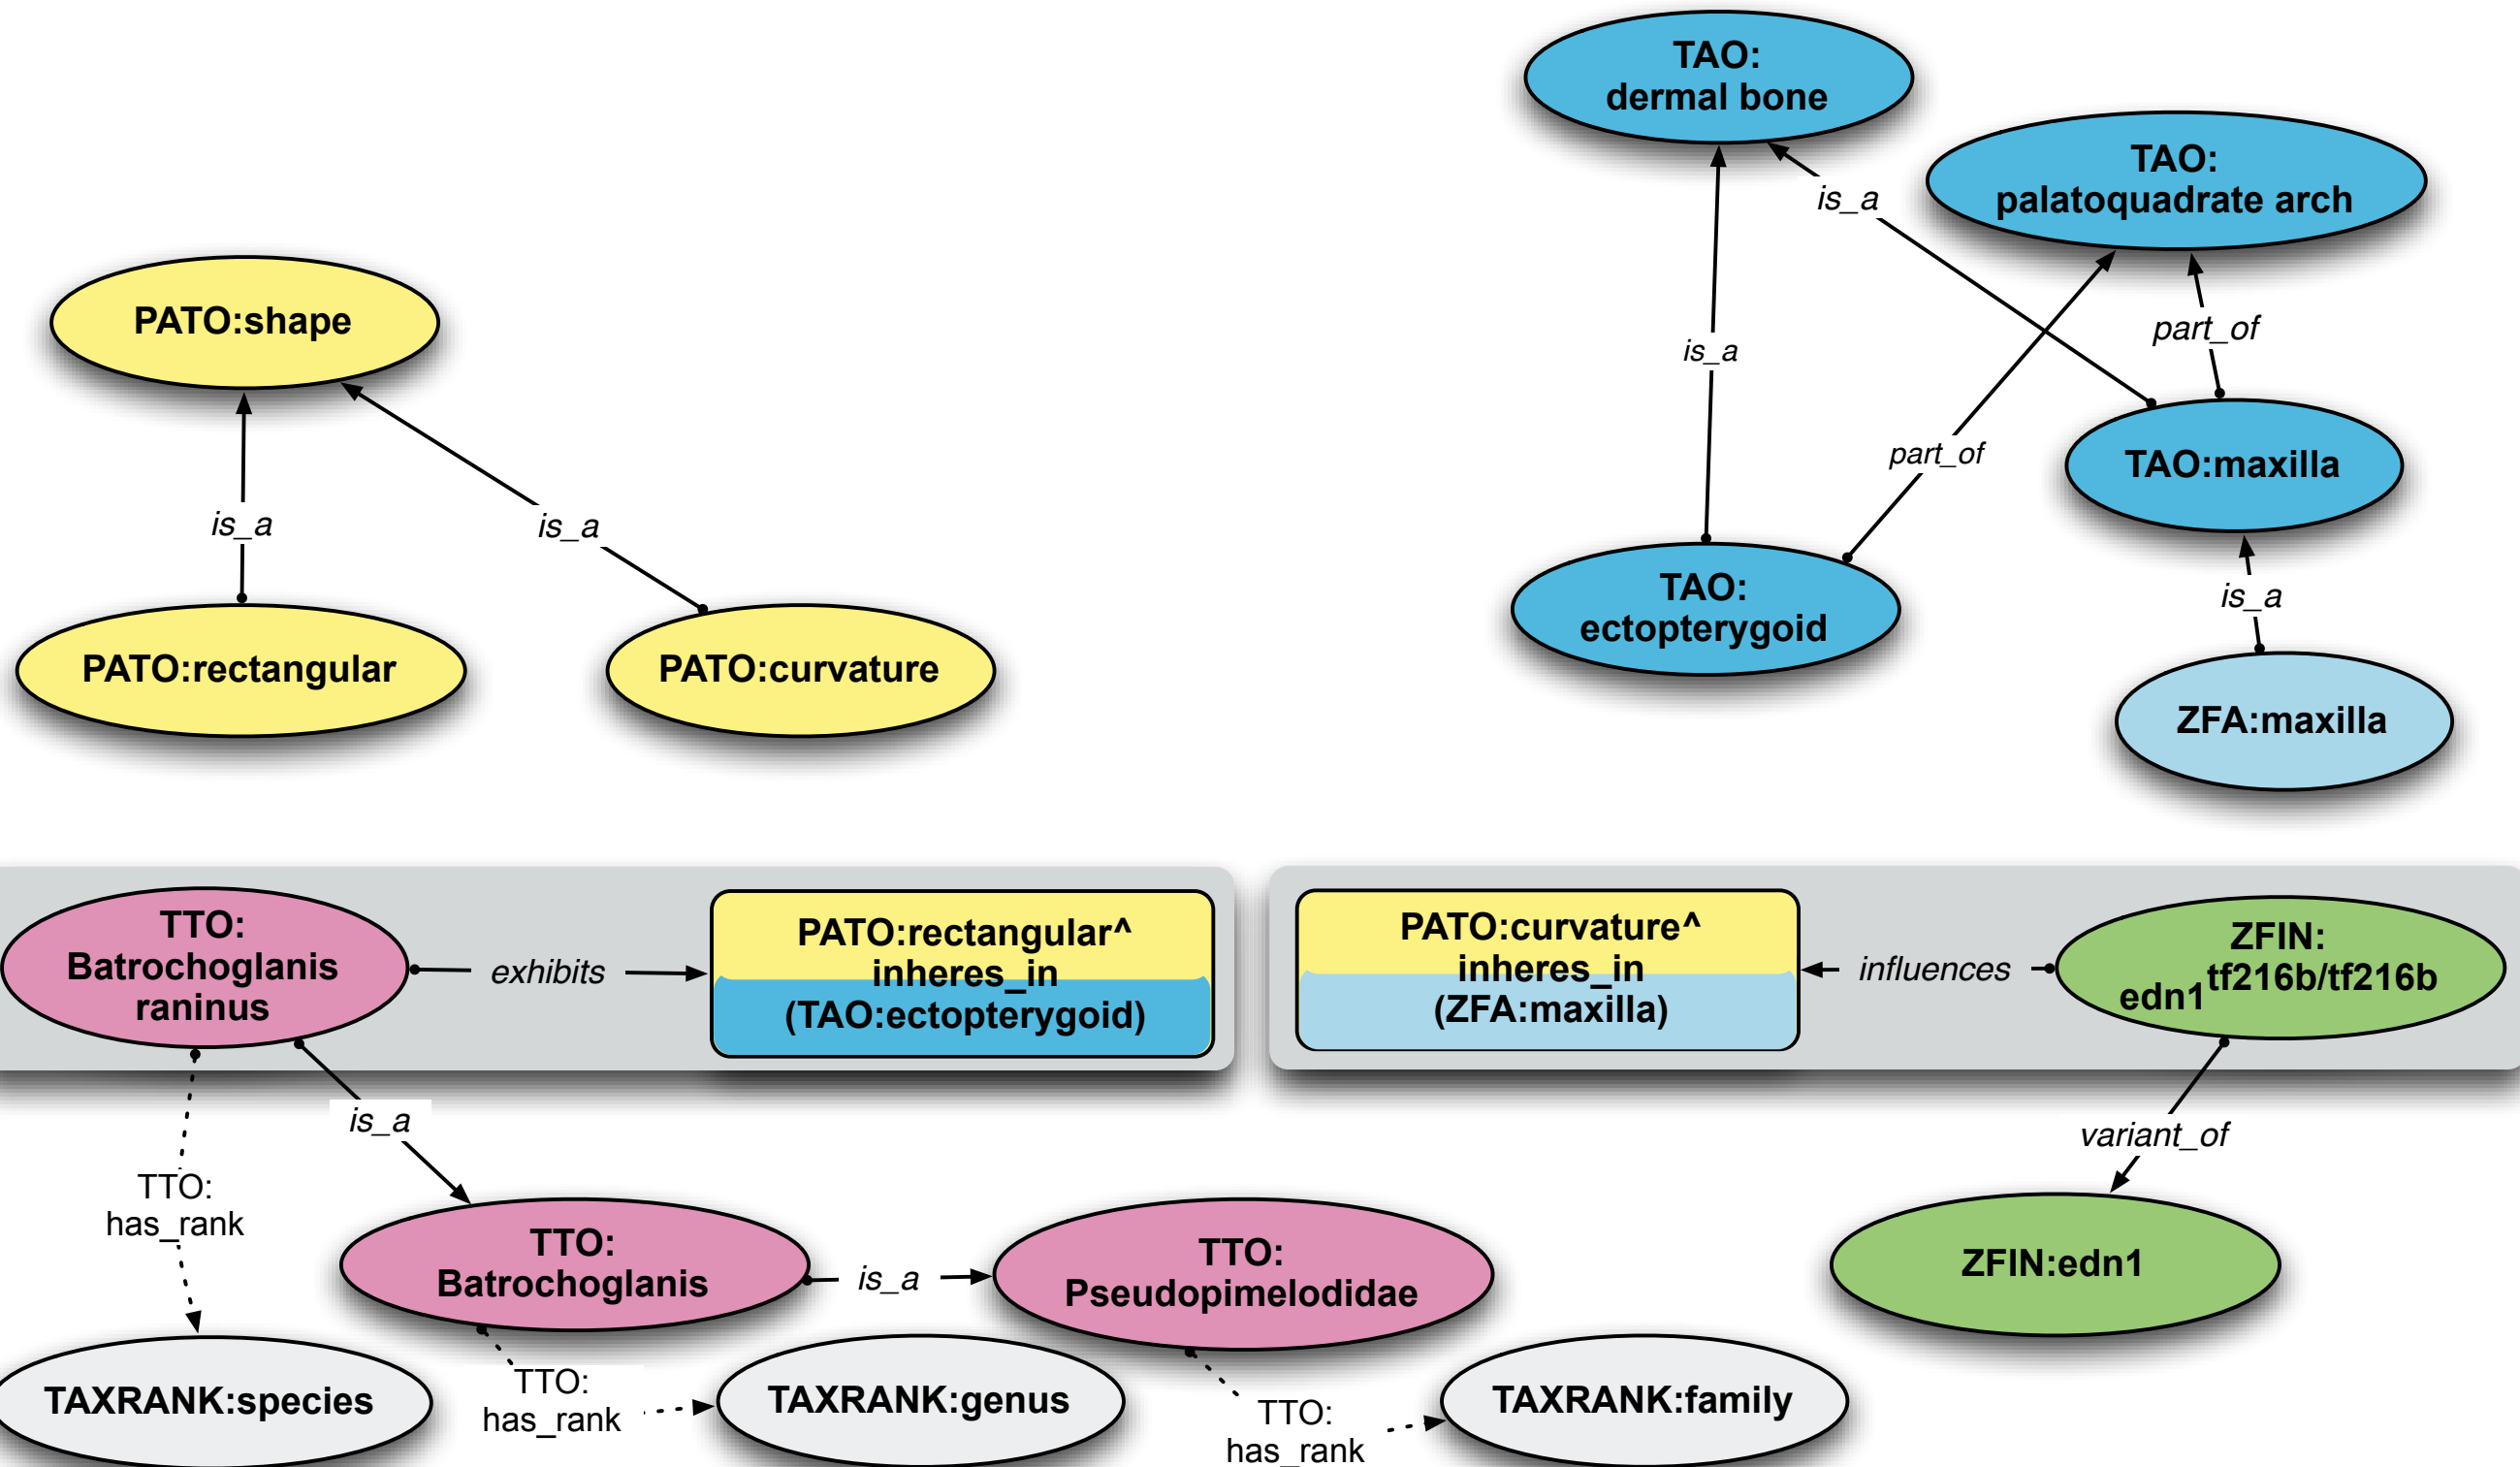 TAO:
dermal bone
TAO:
palatoquadrate arch
is_a
PATO:shape
part_of
is_a
part_of
TAO:maxilla
is_a
is_a
TAO:
ectopterygoid
is_a
PATO:rectangular
PATO:curvature
ZFA:maxilla
TTO:
Batrochoglanis
raninus
exhibits
PATO:rectangular^
inheres_in
(TAO:ectopterygoid)
PATO:curvature^
inheres_in
(ZFA:maxilla)
influences
ZFIN:
edn1tf216b/tf216b
is_a
variant_of
TTO:
has_rank
TTO:
Batrochoglanis
is_a
TTO:
Pseudopimelodidae
ZFIN:edn1
TAXRANK:species
TTO:
has_rank
TAXRANK:genus
TTO:
has_rank
TAXRANK:family